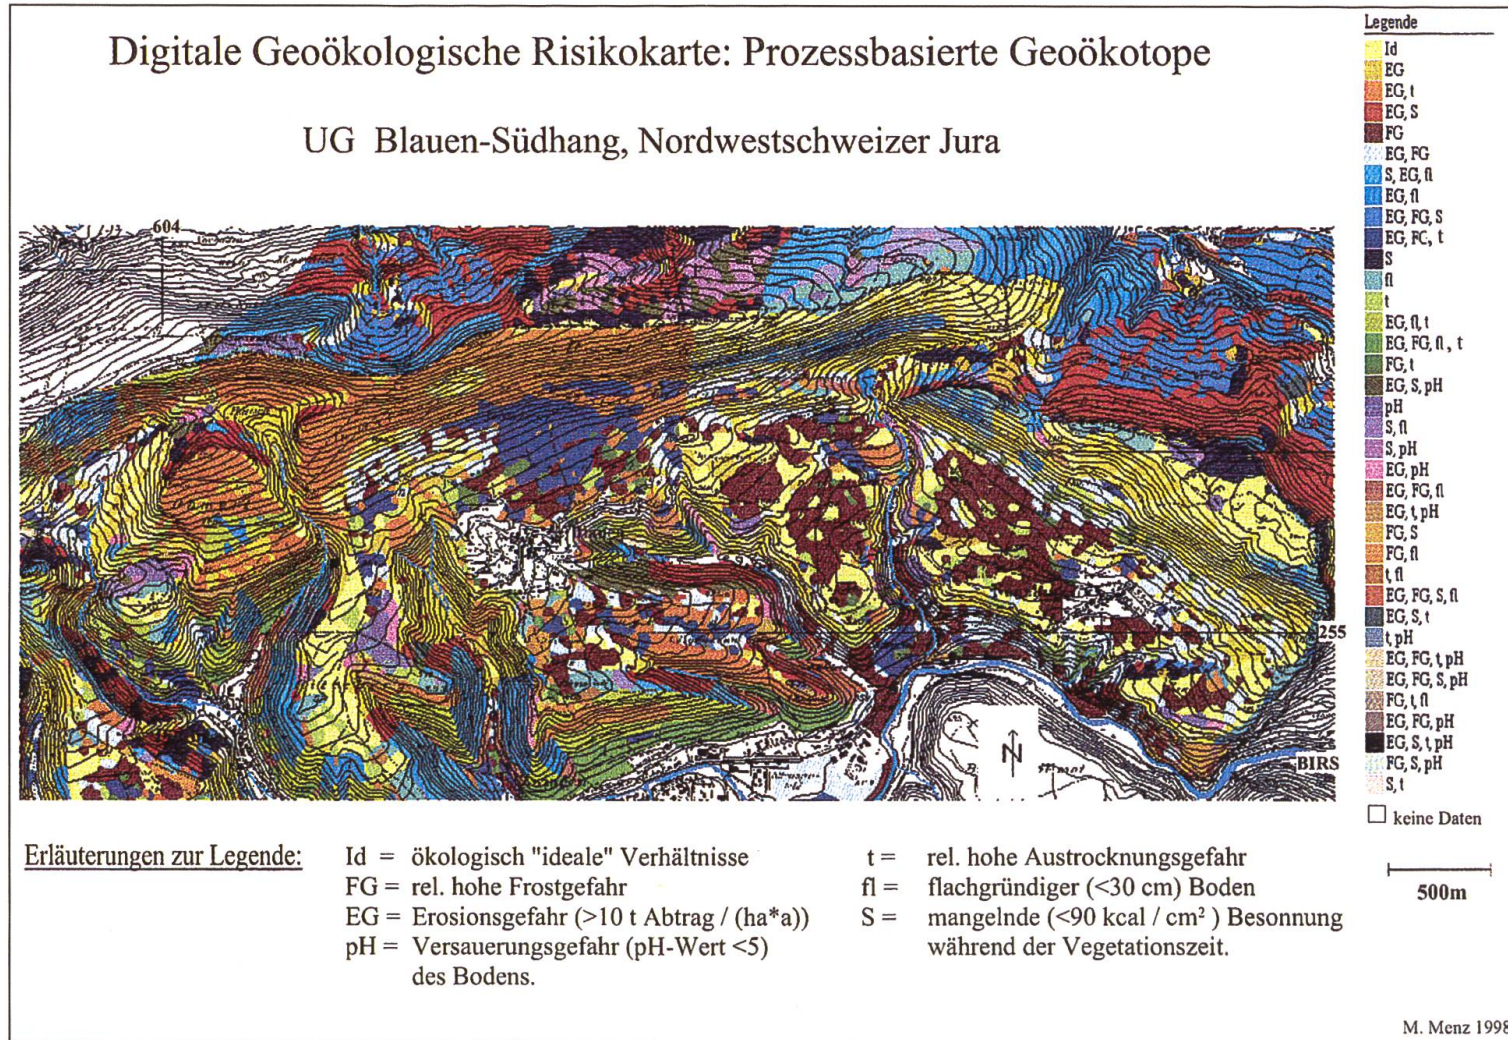 Digitale Geoökologische Risikokarte: Prozessbasierte Geoökotope
UG Blauen-Südhang, Nordwestschweizer Jura
Legende
Id
EG
EG, t
EG, S
FG
EG, FG
S, EG, fl
EG, fl
EG, FG, S
EG, FG, t
S
fl
t
EG, fl, t
EG, FG, fl, t
FG, t
EG, S, pH
pH
S, fl
S, pH
EG, pH
EG, FG, fl
EG, t, pH
FG, S
FG, fl
t, fl
EG, FG, S, fl
EG, S, t
t, pH
EG, FG, t, pH
EG, FG, S, pH
FG, t, fl
EG, FG, pH
EG, S, t, pH
FG, S, pH
S, t
keine Daten
500m
604
255
N
BIRS
Erläuterungen zur Legende:
Id = ökologisch "ideale" Verhältnisse
FG = rel. hohe Frostgefahr
EG = Erosionsgefahr (>10 t Abtrag / (ha*a))
pH = Versauerungsgefahr (pH-Wert <5)
des Bodens.
t = rel. hohe Austrocknungsgefahr
fl = flachgründiger (<30 cm) Boden
S = mangelnde (<90 kcal / cm² ) Besonnung
während der Vegetationszeit.
M. Menz 1998